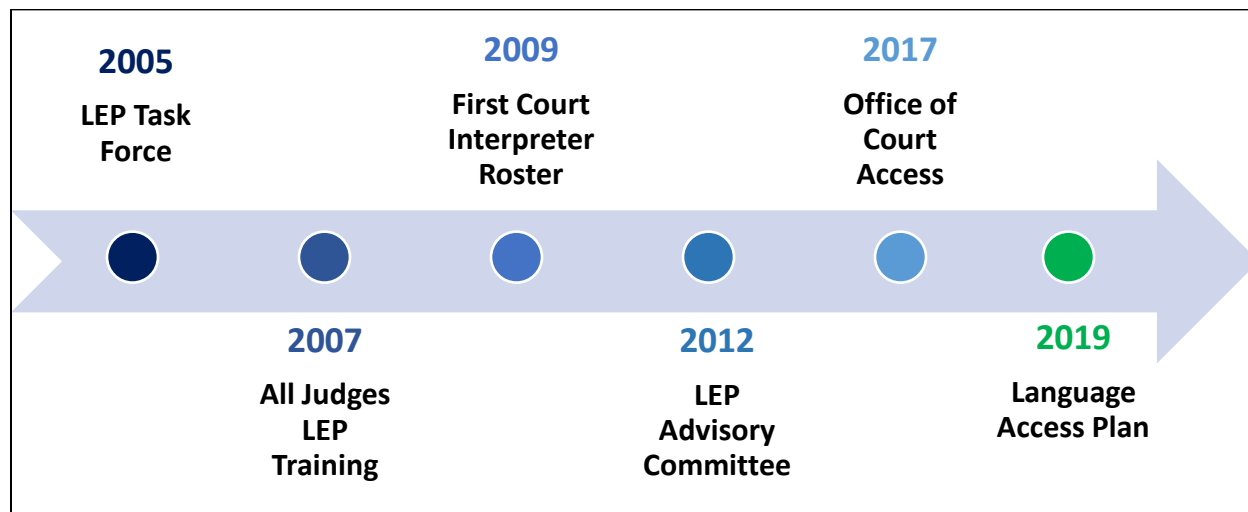 2005
LEP Task
Force
2007
All Judges
LEP
Training
2009
First Court
Interpreter
Roster
2012
LEP
Advisory
Committee
2017
Office of
Court
Access
2019
Language
Access Plan